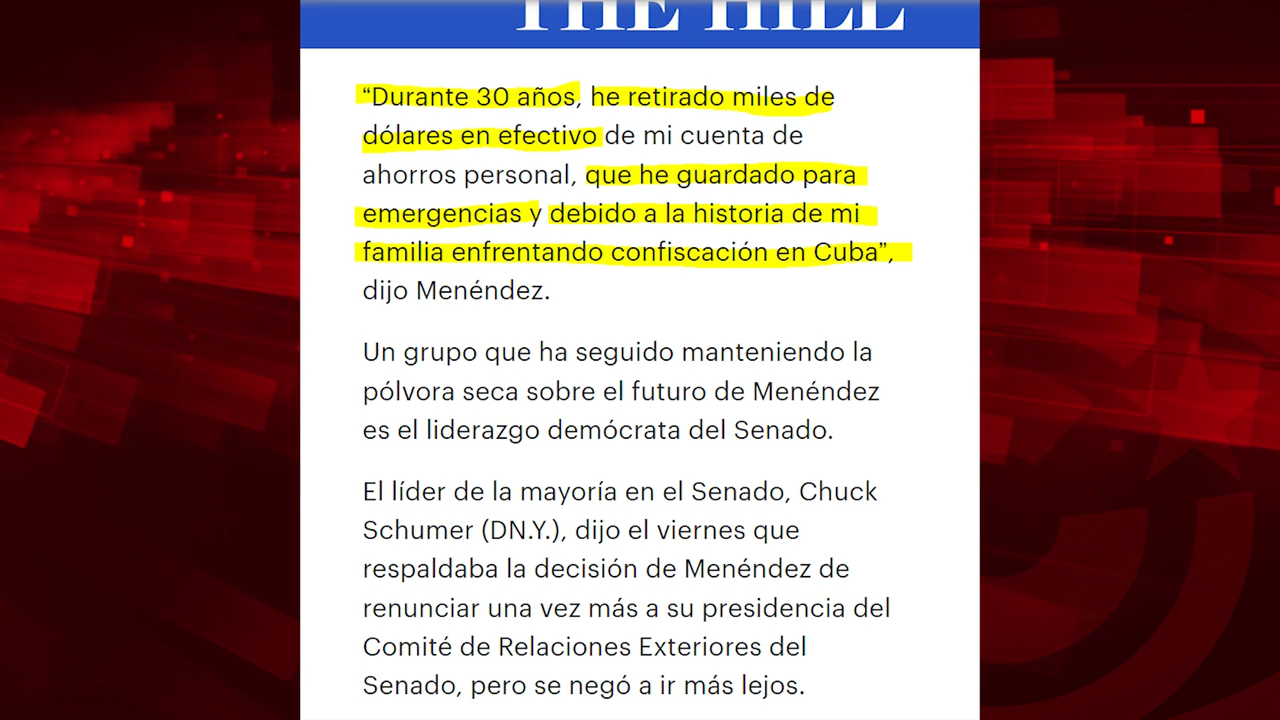 THE HILL
“Durante 30 años, he retirado miles de
dólares en efectivo de mi cuenta de
ahorros personal, que he guardado para
emergencias y debido a la historia de mi
familia enfrentando confiscación en Cuba”,
dijo Menéndez.
Un grupo que ha seguido manteniendo la
pólvora seca sobre el futuro de Menéndez
es el liderazgo demócrata del Senado.
El líder de la mayoría en el Senado, Chuck
Schumer (DN.Y.), dijo el viernes que
respaldaba la decisión de Menéndez de
renunciar una vez más a su presidencia del
Comité de Relaciones Exteriores del
Senado, pero se negó a ir más lejos.